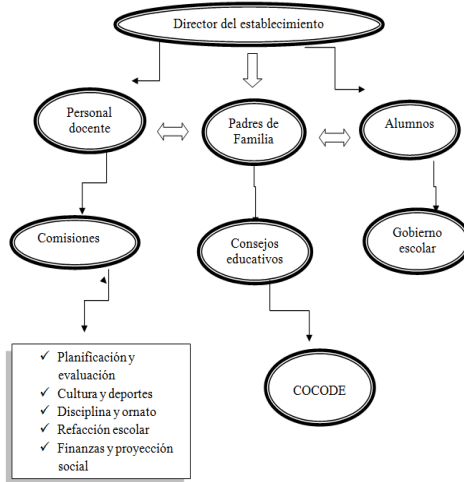 Director del establecimiento
Personal
docente
Padres de
Familia
Alumnos
Comisiones
Consejos
educativos
Gobierno
escolar
✓ Planificación y
evaluación
✓ Cultura y deportes
✓ Disciplina y ornato
✓ Refacción escolar
✓ Finanzas y proyección
social
COCODE